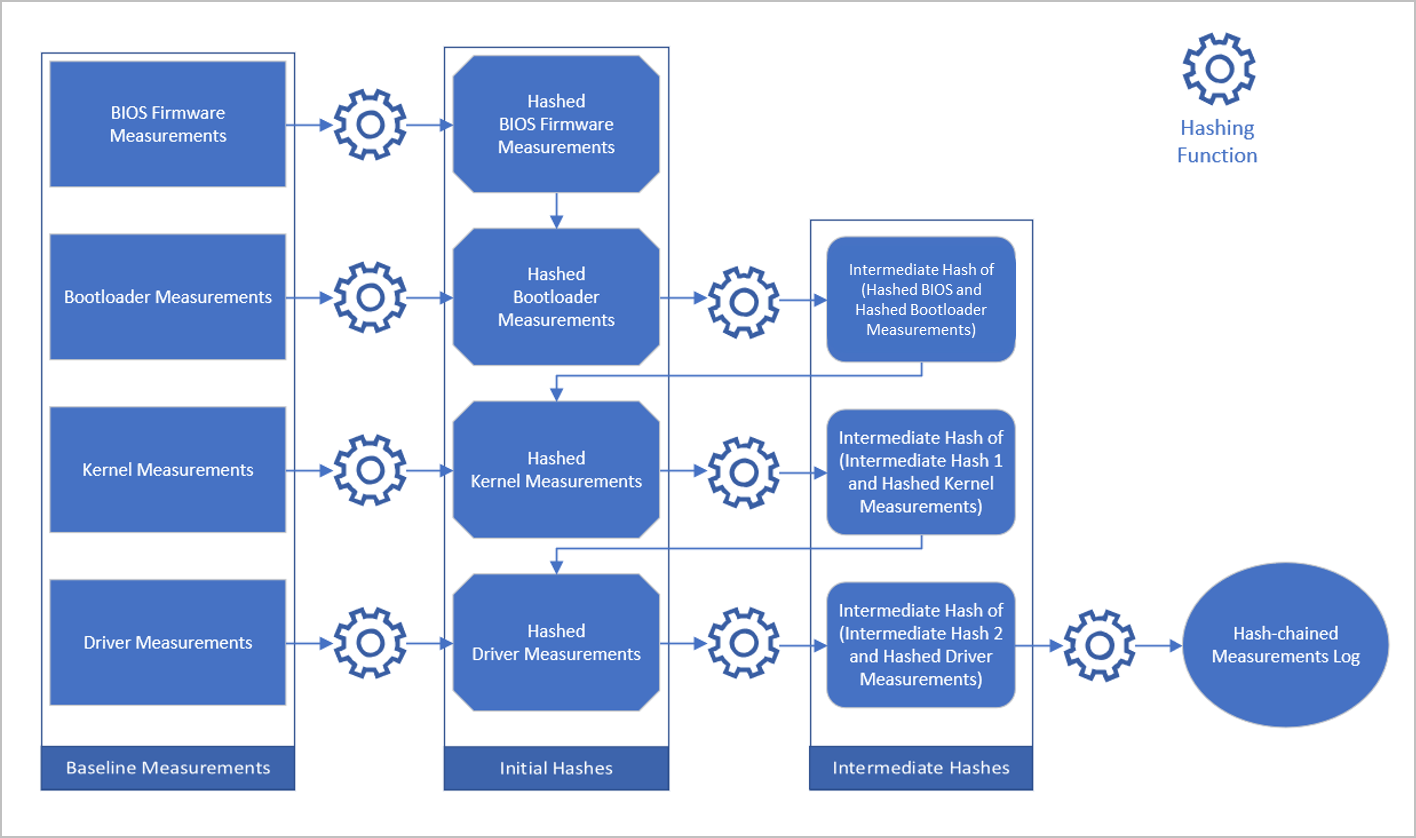 Hashing
Function
BIOS Firmware
Measurements
Hashed
BIOS Firmware
Measurements
Bootloader Measurements
Hashed
Bootloader
Measurements
Intermediate Hash of
(Hashed BIOS and
Hashed Bootloader
Measurements)
Kernel Measurements
Hashed
Kernel Measurements
Intermediate Hash of
(Intermediate Hash 1
and Hashed Kernel
Measurements)
Driver Measurements
Hashed
Driver Measurements
Intermediate Hash of
(Intermediate Hash 2
and Hashed Driver
Measurements)
Hash-chained
Measurements Log
Baseline Measurements
Initial Hashes
Intermediate Hashes